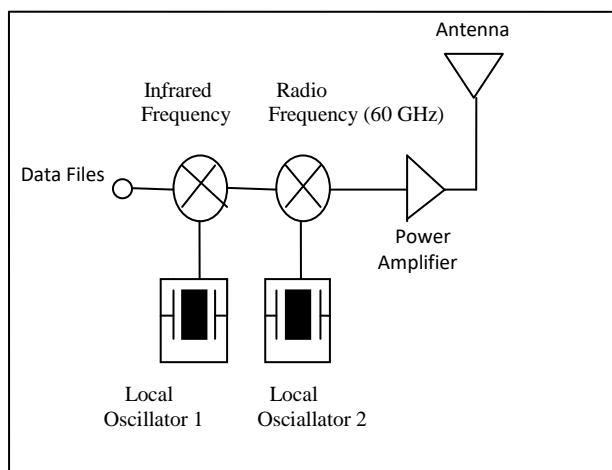 Antenna
Infrared
Frequency
Radio
Frequency (60 GHz)
Data Files
Power
Amplifier
Local
Oscillator 1
Local
Osciallator 2